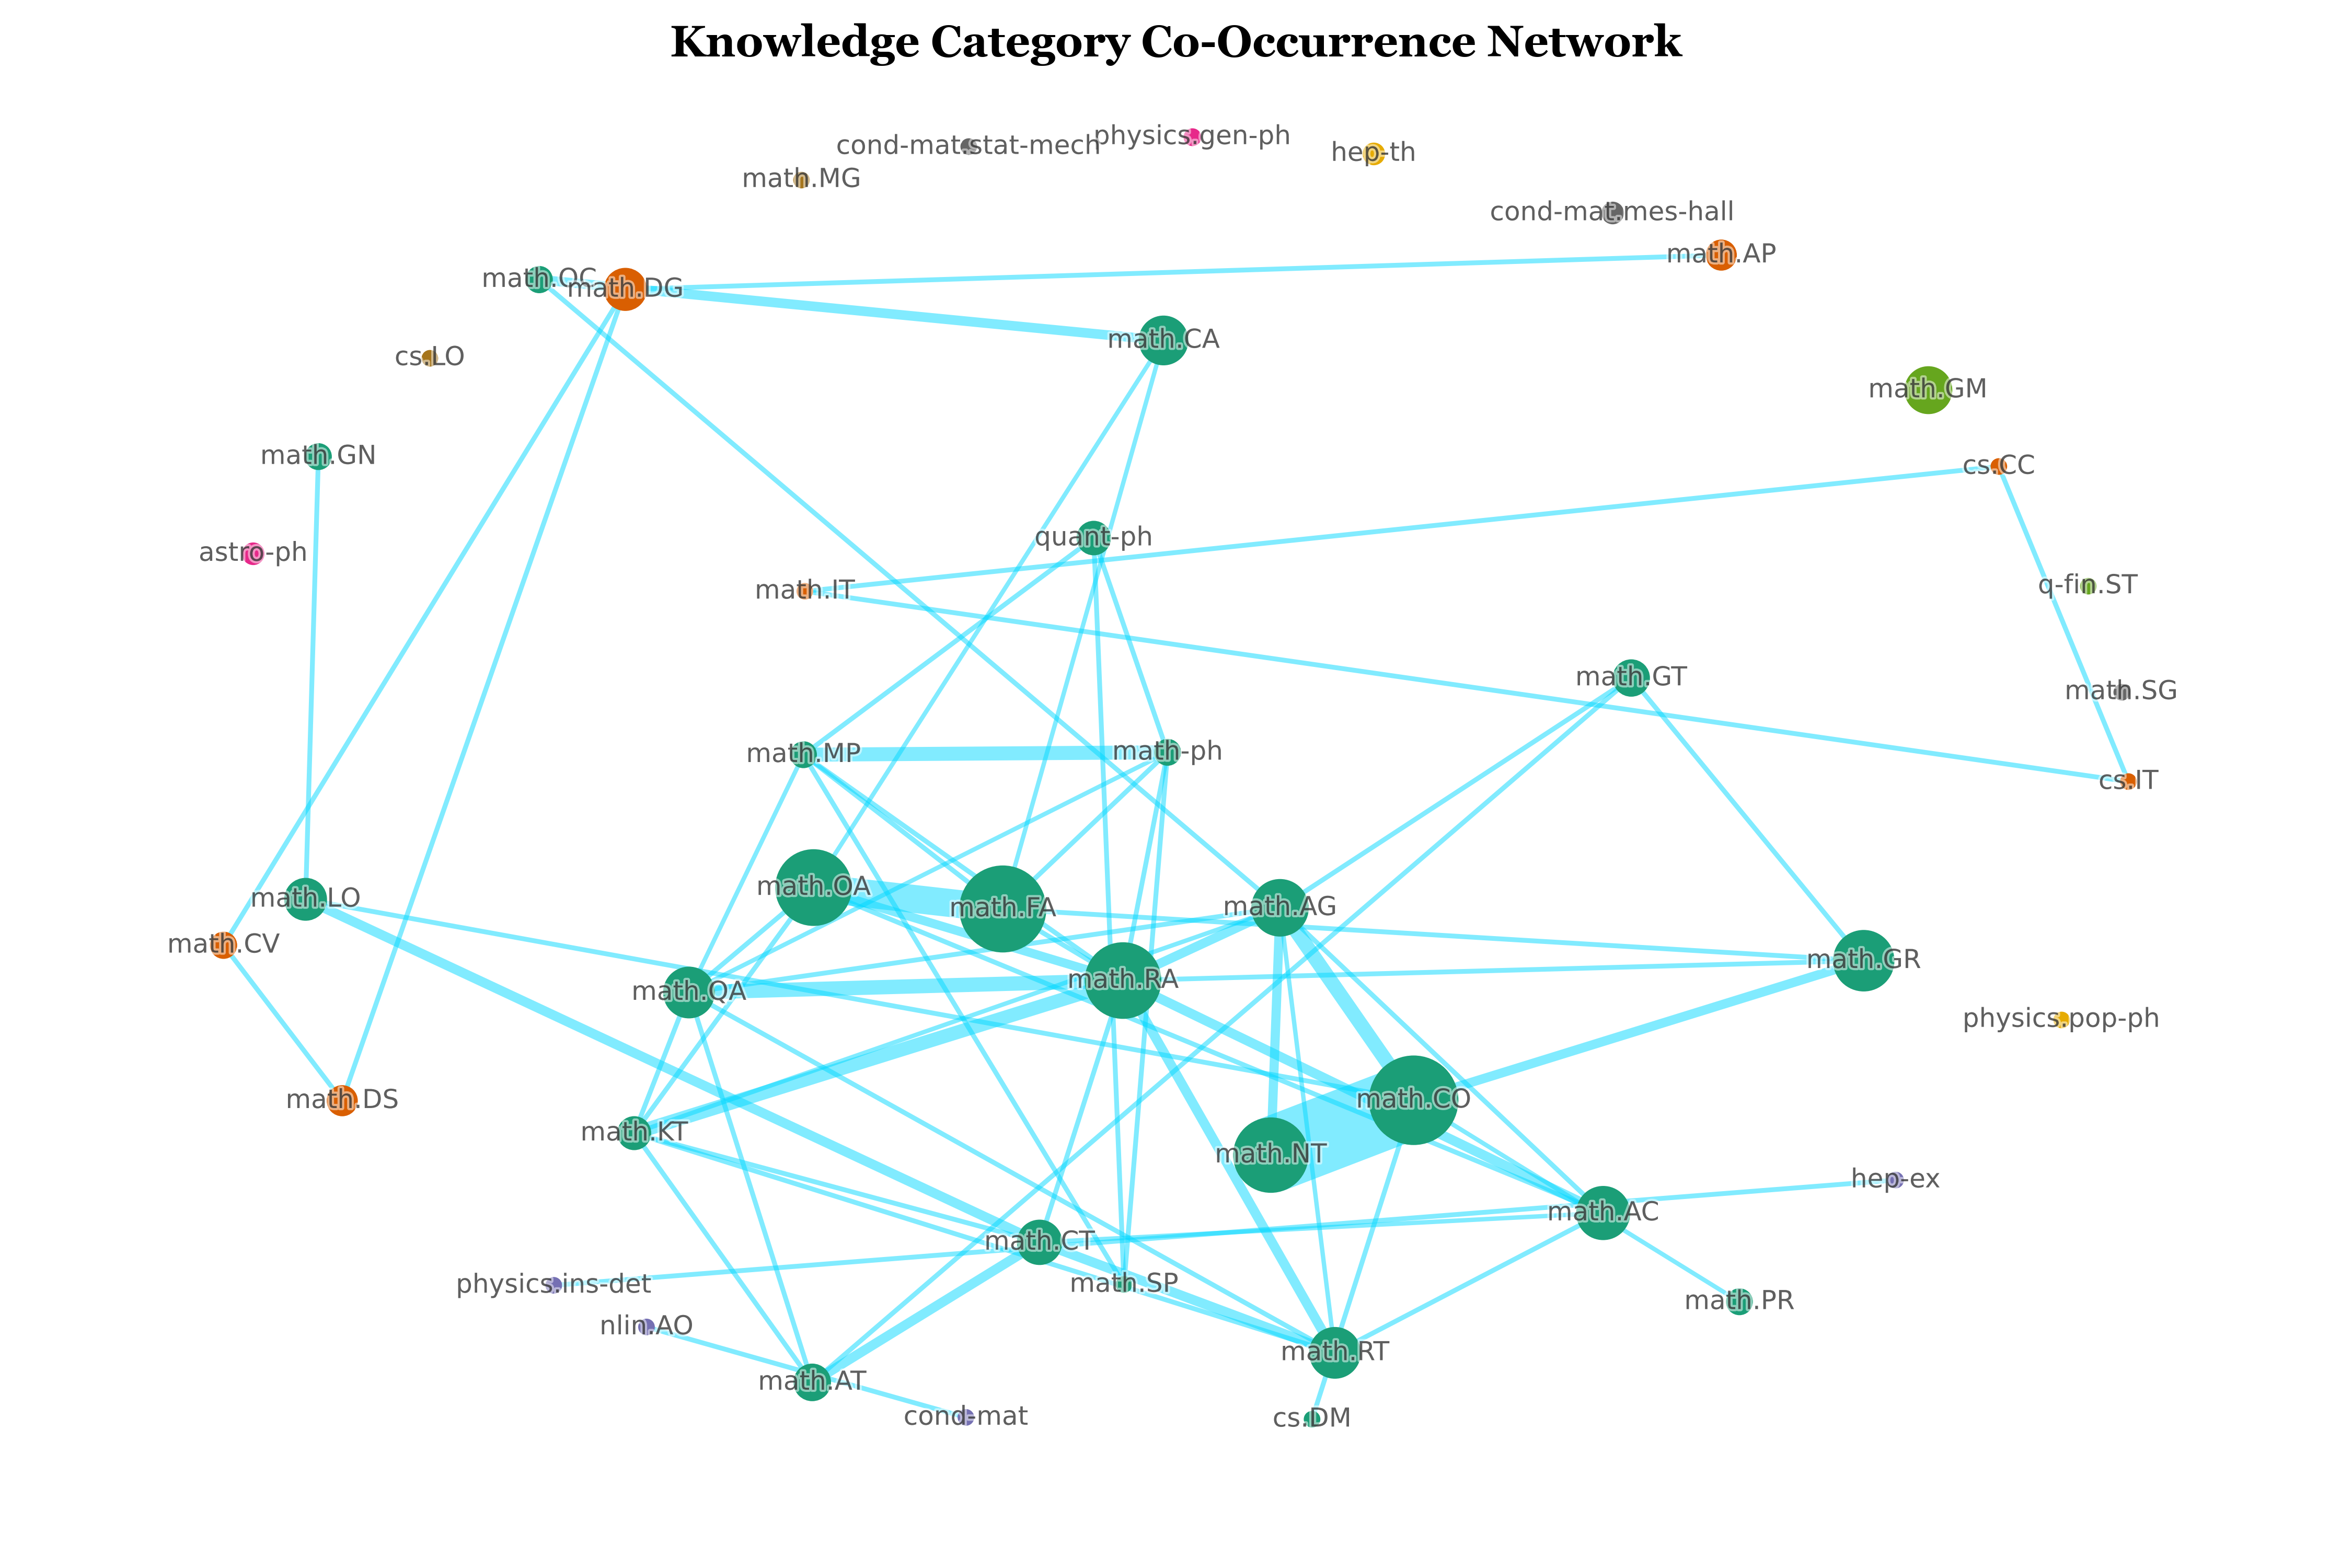 Knowledge Category Co-Occurrence Network
physics.gen-ph
cond-mat.stat-mech
hep-th
math.MG
cond-mat.mes-hall
math.AP
math.OC
math.DG
math.CA
cs.LO
math.GM
math.GN
cs.CC
quant-ph
astro-ph
math.IT
q-fin.ST
math.GT
math.SG
math.MP
math-ph
cs.IT
math.OA
math.LO
math.FA
math.AG
math.CV
math.GR
math.RA
math.QA
physics.pop-ph
math.DS
math.CO
math.KT
math.NT
hep-ex
math.AC
math.CT
physics.ins-det
math.SP
math.PR
nlin.AO
math.RT
math.AT
cond-mat
cs.DM